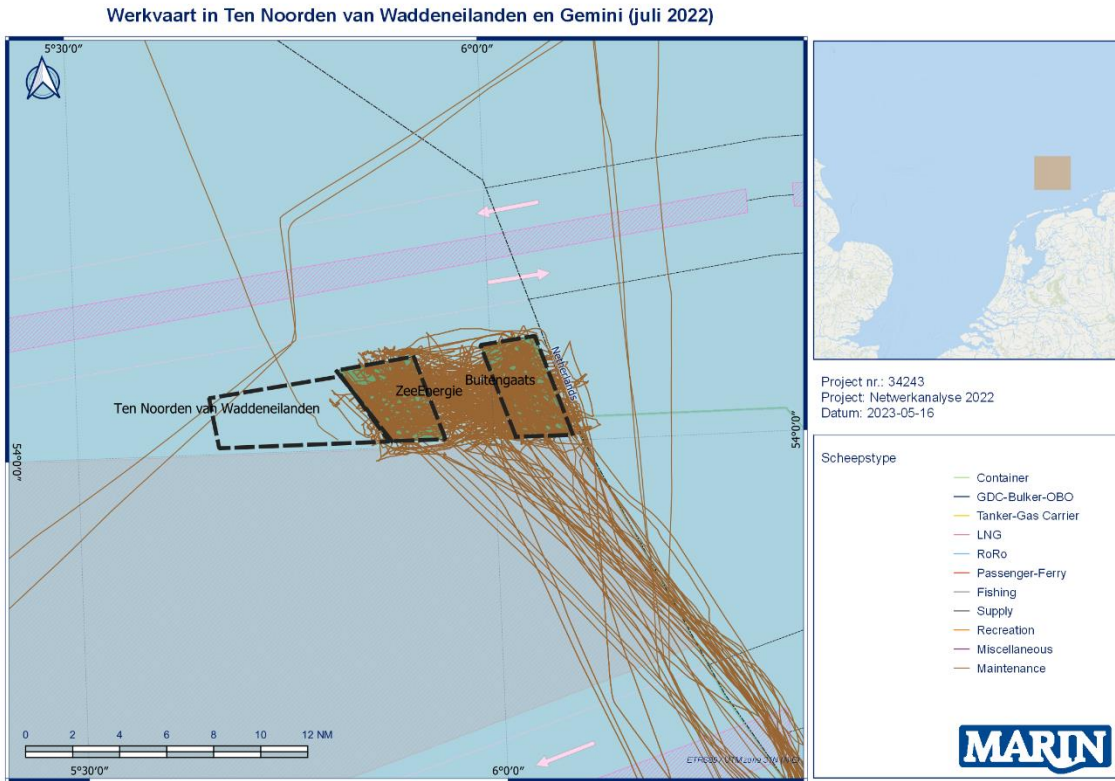 Werkvaart in Ten Noorden van Waddeneilanden en Gemini (juli 2022)
5°30'0"
6°0'0"
Netherlands
ZeeEnergie
Buitengaats
Ten Noorden van Waddeneilanden
54°0'0"
54°0'0"
0 2 4 6 8 10 12 NM
5°30'0"
6°0'0"
Project nr.: 34243
Project: Netwerkanalyse 2022
Datum: 2023-05-16
Scheepstype
Container
GDC-Bulker-OBO
Tanker-Gas Carrier
LNG
RoRo
Passenger-Ferry
Fishing
Supply
Recreation
Miscellaneous
Maintenance
MARIN